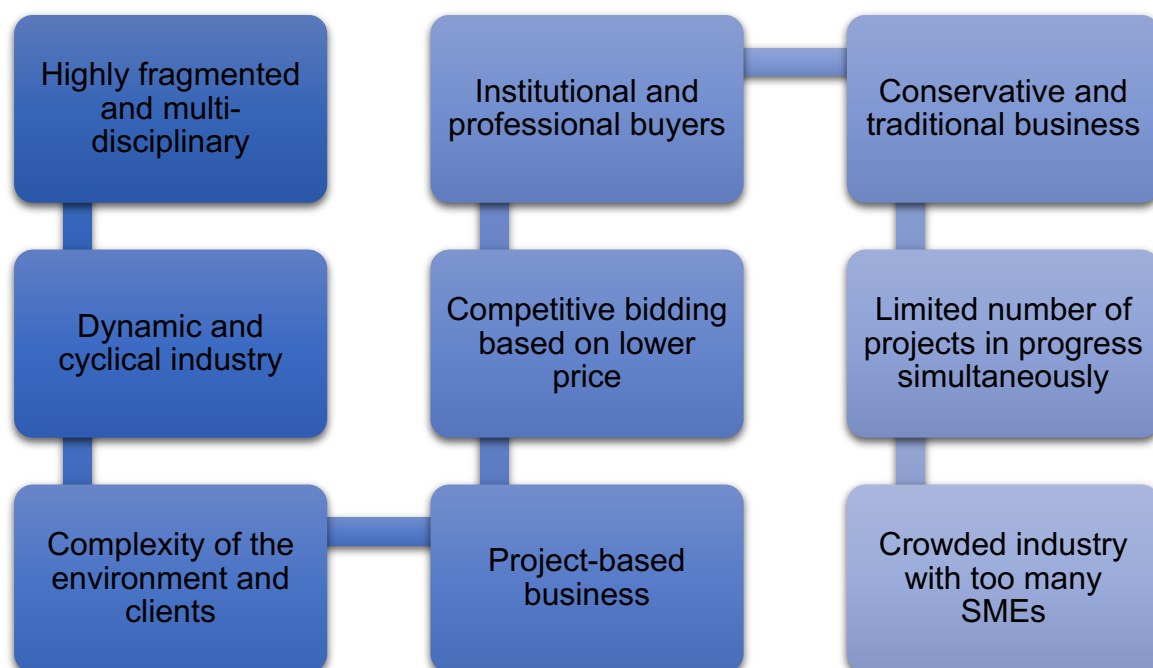 Highly fragmented
and multi-
disciplinary
Dynamic and
cyclical industry
Complexity of the
environment and
clients
Project-based
business
Competitive bidding
based on lower
price
Institutional and
professional buyers
Conservative and
traditional business
Limited number of
projects in progress
simultaneously
Crowded industry
with too many
SMEs